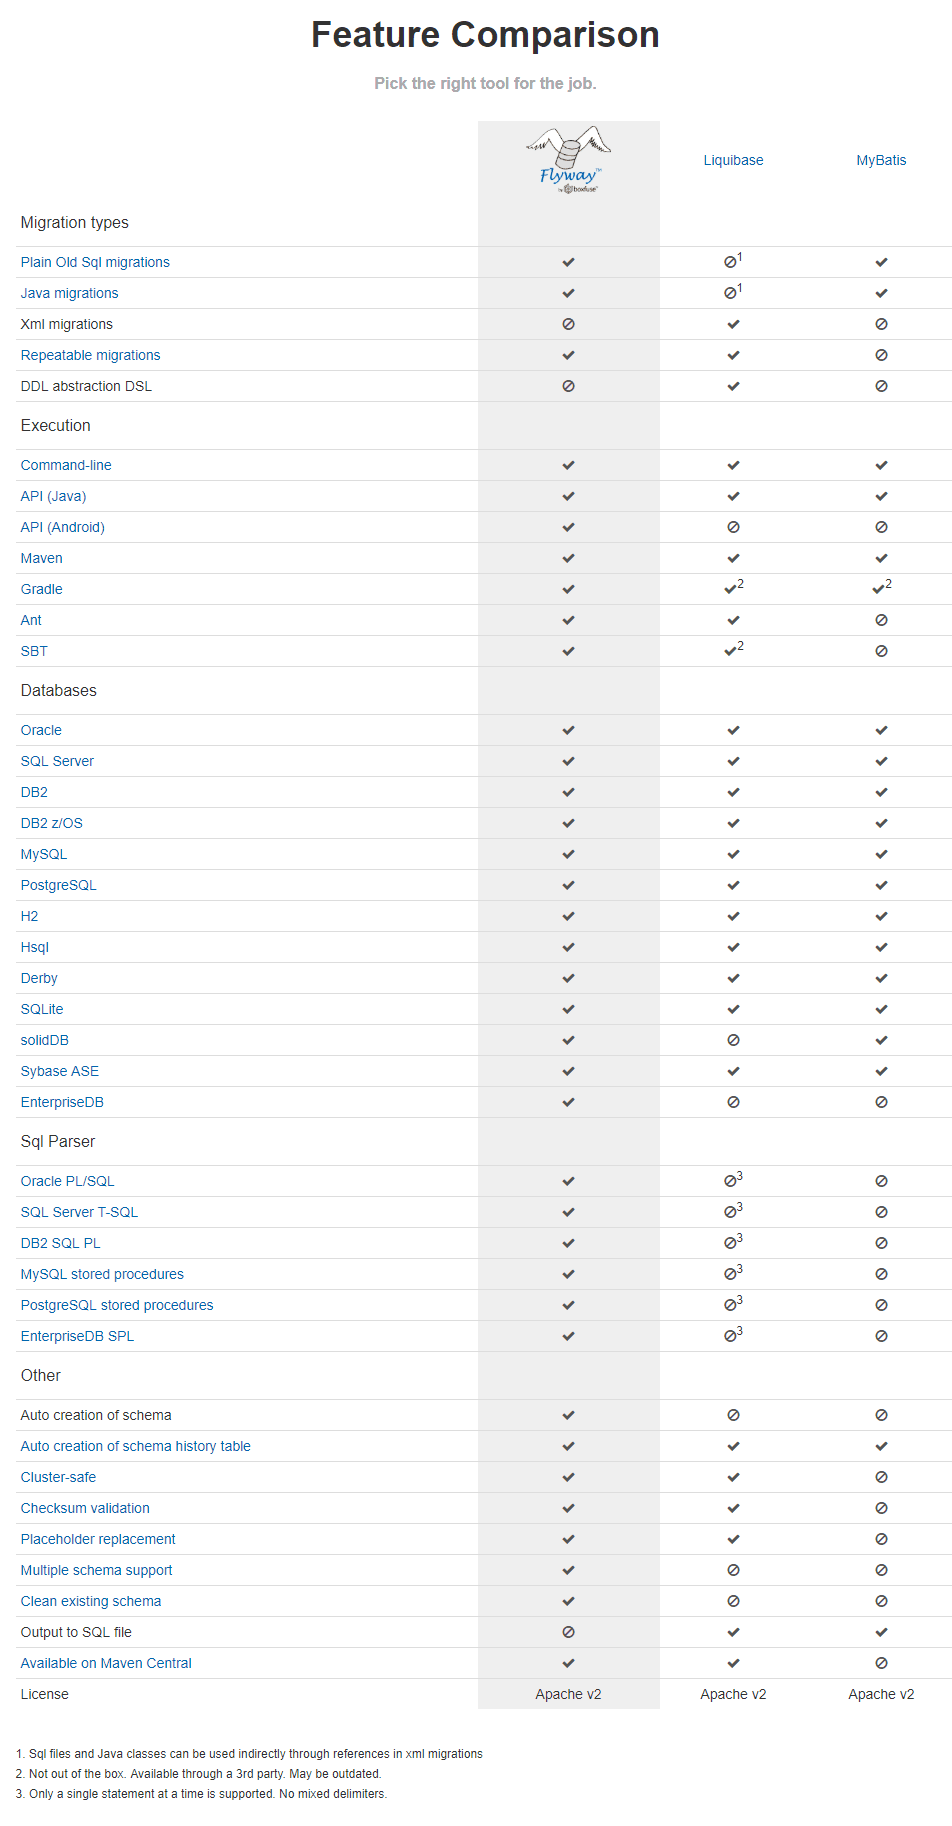 Feature Comparison
Pick the right tool for the job.
Flyway™
by boxfuse
Liquibase MyBatis
Migration types
Plain Old Sql migrations 1
Java migrations 1
Xml migrations
Repeatable migrations
DDL abstraction DSL
Execution
Command-line
API (Java)
API (Android)
Maven
Gradle 2 2
Ant
SBT 2
Databases
Oracle
SQL Server
DB2
DB2 z/OS
MySQL
PostgreSQL
H2
Hsql
Derby
SQLite
solidDB
Sybase ASE
EnterpriseDB
Sql Parser
Oracle PL/SQL 3
SQL Server T-SQL 3
DB2 SQL PL 3
MySQL stored procedures 3
PostgreSQL stored procedures 3
EnterpriseDB SPL 3
Other
Auto creation of schema
Auto creation of schema history table
Cluster-safe
Checksum validation
Placeholder replacement
Multiple schema support
Clean existing schema
Output to SQL file
Available on Maven Central
License Apache v2 Apache v2 Apache v2
1. Sql files and Java classes can be used indirectly through references in xml migrations
2. Not out of the box. Available through a 3rd party. May be outdated.
3. Only a single statement at a time is supported. No mixed delimiters.